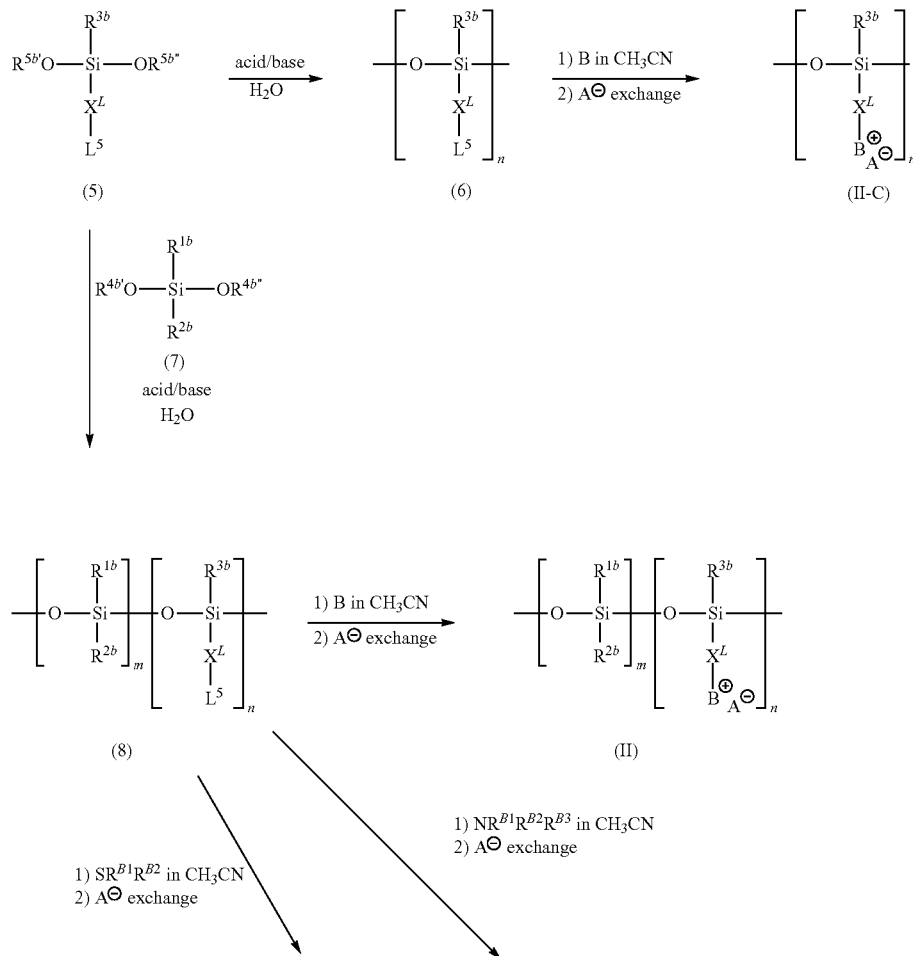 R³ᵇ
R⁵ᵇ'O—Si—OR⁵ᵇ"
Xᴸ
L⁵
(5)
acid/base
H₂O
R³ᵇ
O—Si
Xᴸ
L⁵
n
(6)
1) B in CH₃CN
2) A⊖ exchange
R³ᵇ
O—Si
Xᴸ
B⊕
A⊖
(II-C)
R¹ᵇ
R⁴ᵇ'O—Si—OR⁴ᵇ"
R²ᵇ
(7)
acid/base
H₂O
R¹ᵇ R³ᵇ
O—Si O—Si
R²ᵇ m Xᴸ
L⁵ n
(8)
1) B in CH₃CN
2) A⊖ exchange
R¹ᵇ R³ᵇ
O—Si O—Si
R²ᵇ m Xᴸ
B⊕ A⊖ n
(II)
1) NRᴮ¹Rᴮ²Rᴮ³ in CH₃CN
2) A⊖ exchange
1) SRᴮ¹Rᴮ² in CH₃CN
2) A⊖ exchange